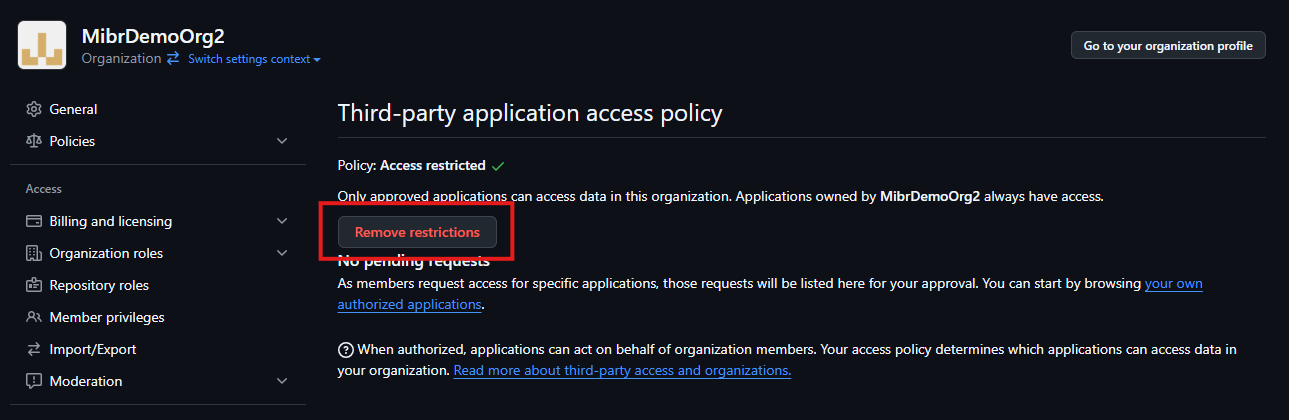 MibrDemoOrg2
Organization Switch settings context
Go to your organization profile
General
Policies
Access
Billing and licensing
Organization roles
Repository roles
Member privileges
Import/Export
Moderation
Third-party application access policy
Policy: Access restricted
Only approved applications can access data in this organization. Applications owned by MibrDemoOrg2 always have access.
Remove restrictions
No pending requests
As members request access for specific applications, those requests will be listed here for your approval. You can start by browsing your own
authorized applications.
When authorized, applications can act on behalf of organization members. Your access policy determines which applications can access data in
your organization. Read more about third-party access and organizations.